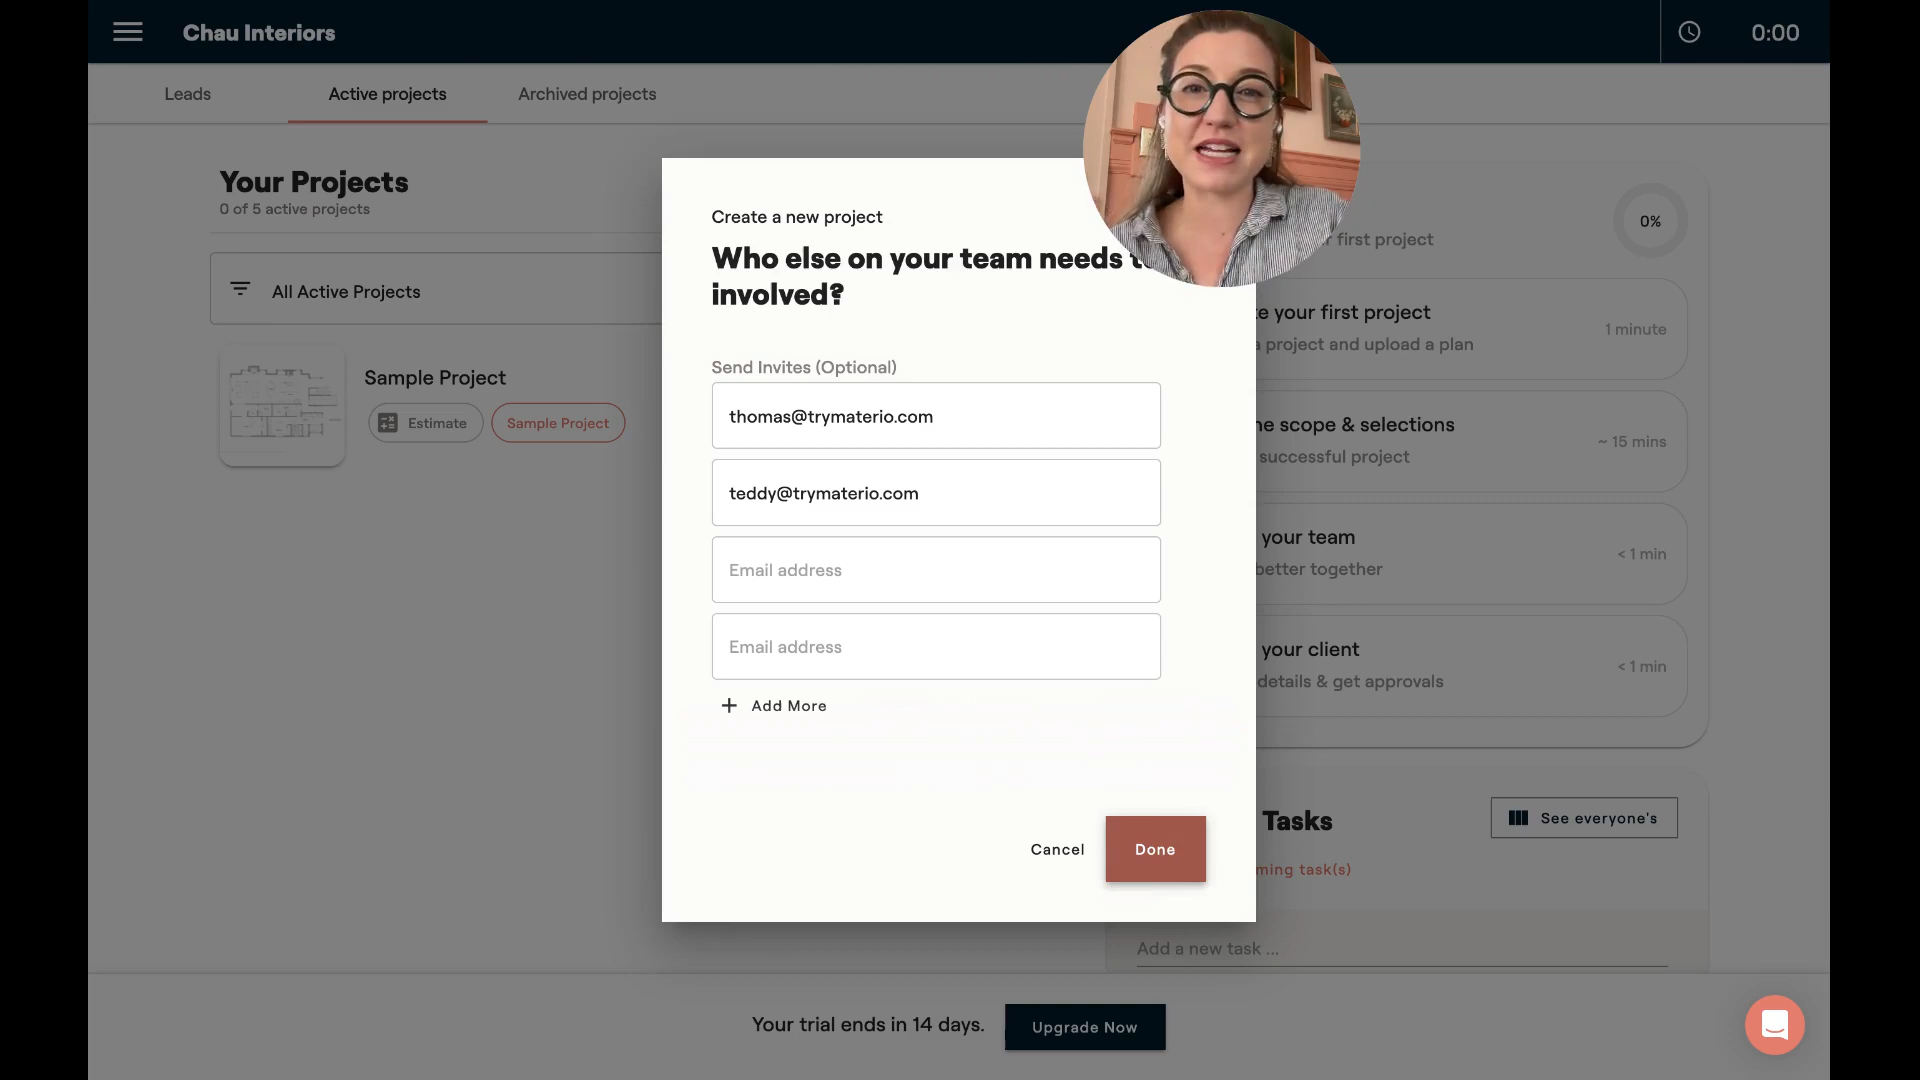 Chau Interiors
0:00
Leads
Active projects
Archived projects
Your Projects
0 of 5 active projects
All Active Projects
Sample Project
Estimate
Sample Project
Create a new project
Who else on your team needs t
involved?
Send Invites (Optional)
thomas@trymaterio.com
teddy@trymaterio.com
Email address
Email address
Add More
Cancel
Done
first project
0%
your first project
1 minute
a project and upload a plan
scope & selections
~ 15 mins
successful project
your team
< 1 min
better together
your client
< 1 min
details & get approvals
Tasks
See everyone's
ming task(s)
Add a new task ...
Your trial ends in 14 days.
Upgrade Now